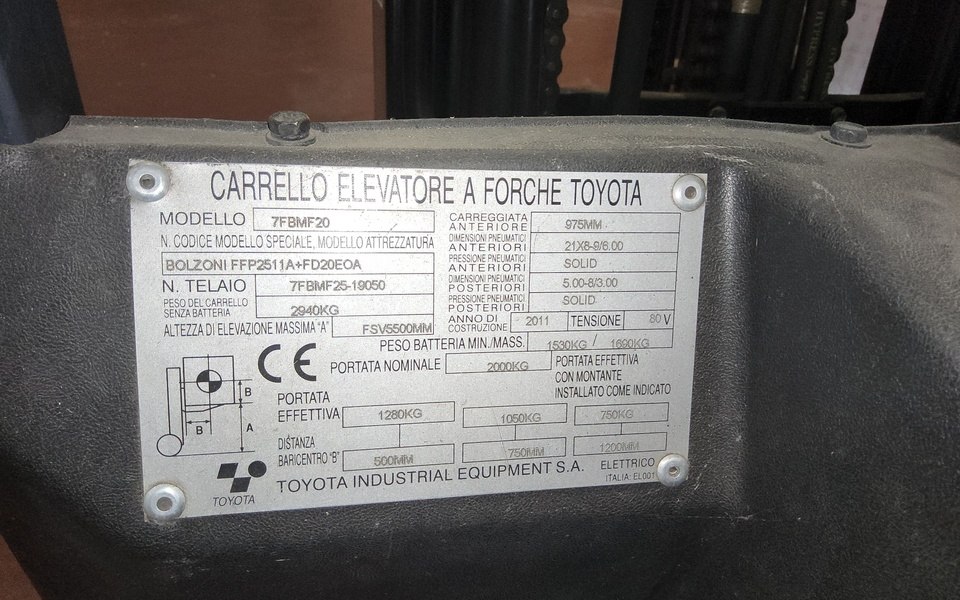 CARRELLO ELEVATORE A FORCHE TOYOTA
MODELLO 7FBMF20
N. CODICE MODELLO SPECIALE, MODELLO ATTREZZATURA
BOLZONI FFP2511A+FD20EOA
N. TELAIO 7FBMF25-19050
PESO DEL CARRELLO SENZA BATTERIA 2940KG
ALTEZZA DI ELEVAZIONE MASSIMA "A" FSV5500MM
CARREGGIATA ANTERIORE 975MM
DIMENSIONI PNEUMATICI ANTERIORI 21X8-9/6.00
PRESSIONE PNEUMATICI ANTERIORI SOLID
DIMENSIONI PNEUMATICI POSTERIORI 5.00-8/3.00
PRESSIONE PNEUMATICI POSTERIORI SOLID
ANNO DI COSTRUZIONE 2011 TENSIONE 80 V
PESO BATTERIA MIN./MASS. 1530KG / 1690KG
CE PORTATA NOMINALE 2000KG
PORTATA EFFETTIVA
CON MONTANTE
INSTALLATO COME INDICATO
B
B A
PORTATA
EFFETTIVA 1280KG 1050KG 750KG
DISTANZA
BARICENTRO "B" 500MM 750MM 1200MM
TOYOTA
TOYOTA INDUSTRIAL EQUIPMENT S.A.
ELETTRICO
ITALIA: EL001